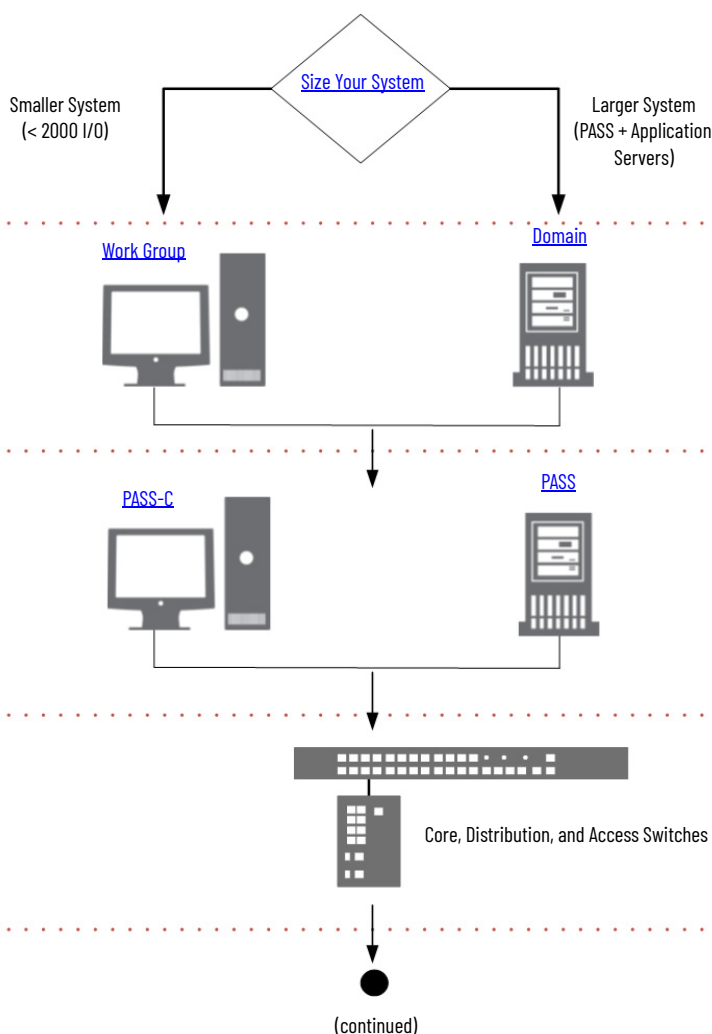 Size Your System
Smaller System
(< 2000 I/O)
Larger System
(PASS + Application
Servers)
Work Group
Domain
PASS-C
PASS
Core, Distribution, and Access Switches
(continued)